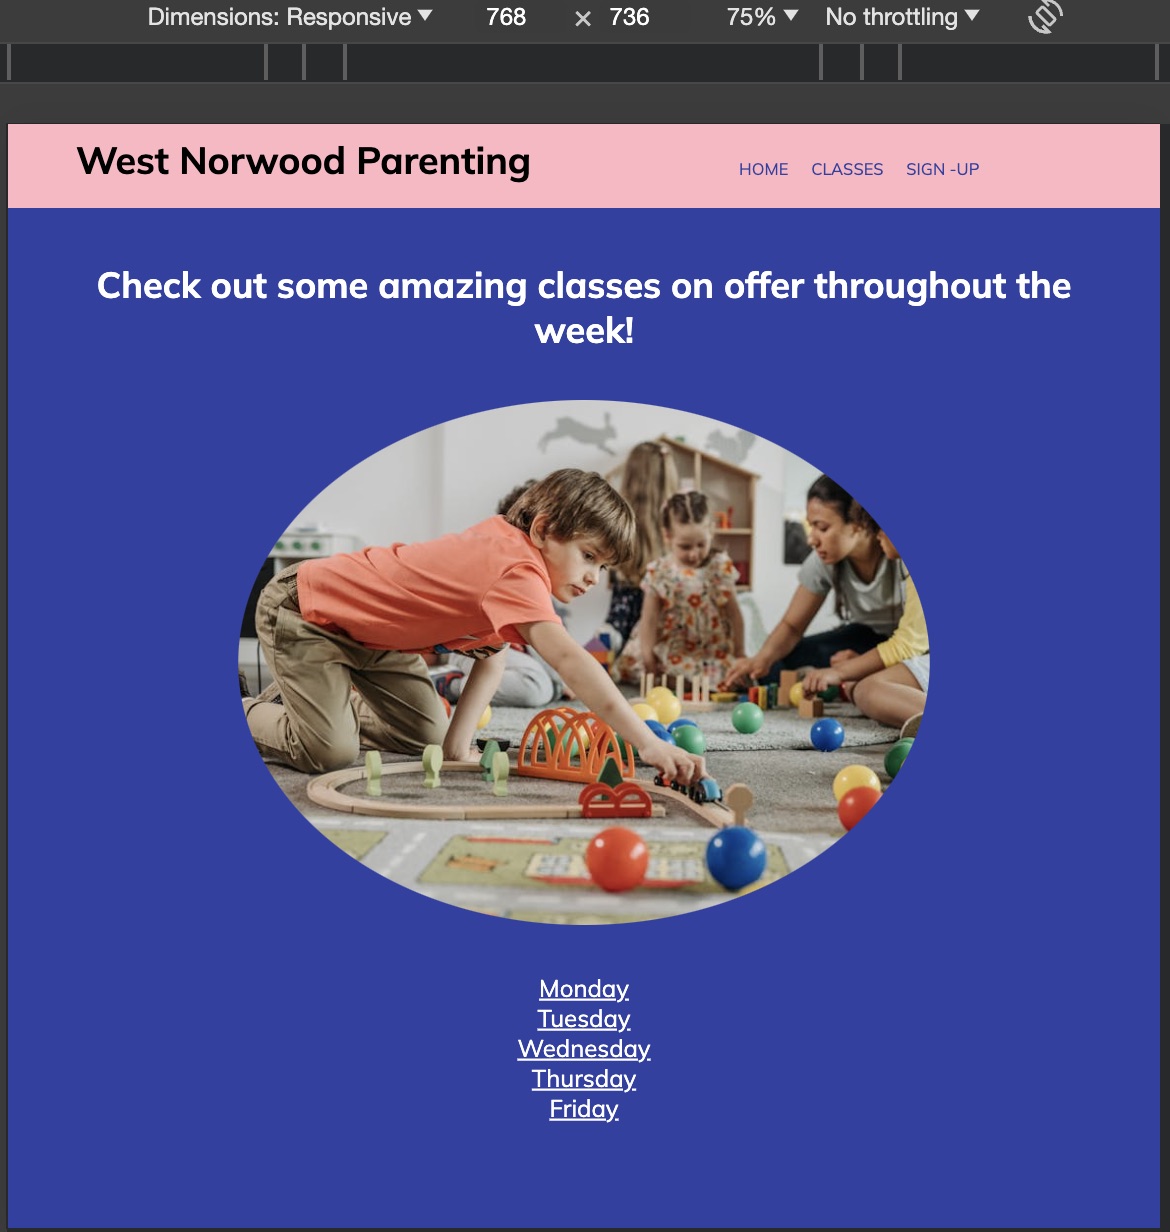 Dimensions: Responsive ▼ 768 × 736 75% ▼ No throttling ▼
West Norwood Parenting
HOME CLASSES SIGN -UP
Check out some amazing classes on offer throughout the
week!
Monday
Tuesday
Wednesday
Thursday
Friday